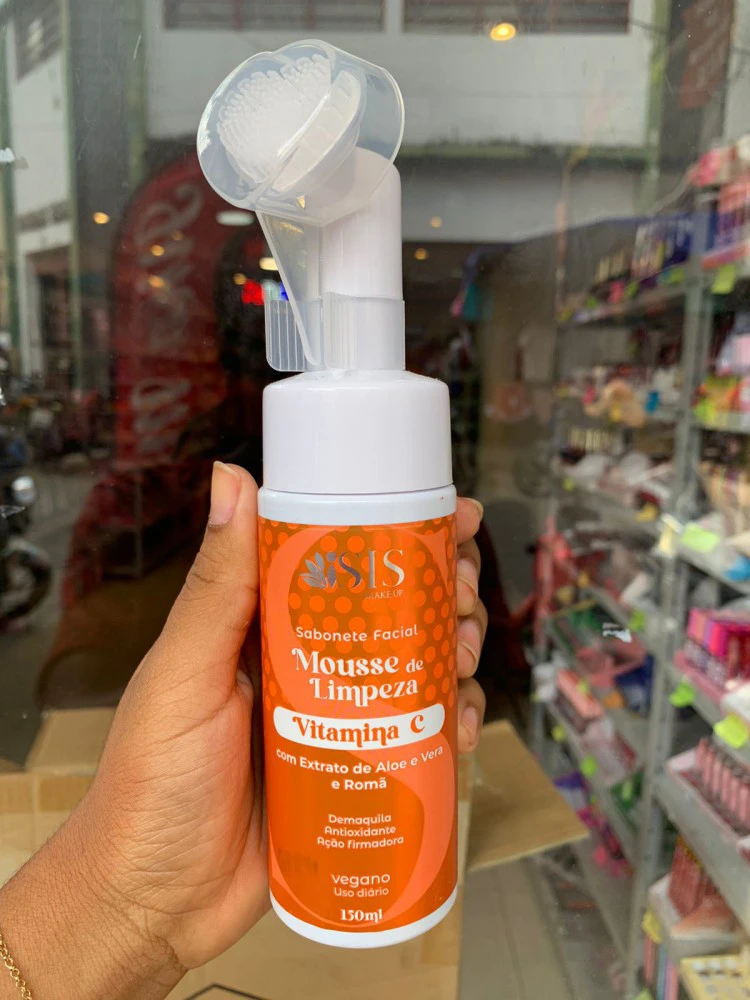 iSIS
MAKE UP
Sabonete Facial
Mousse de
Limpeza
Vitamina C
com Extrato de Aloe e Vera
e Romã
Demaquila
Antioxidante
Ação firmadora
vegano
Uso diário
150ml